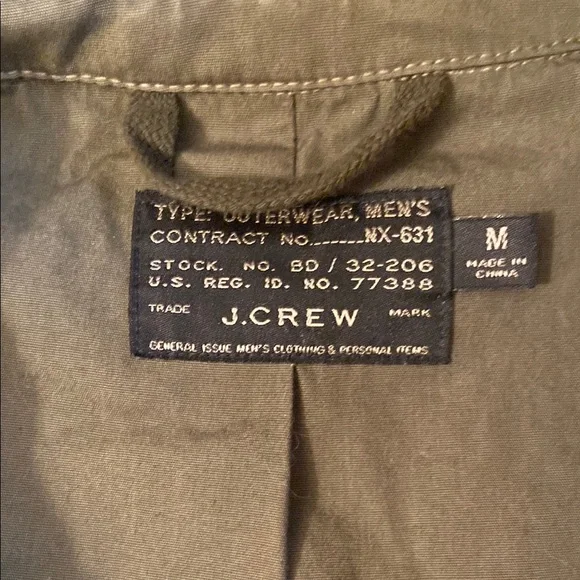 TYPE: OUTERWEAR, MEN'S
CONTRACT NO.______NX-631
STOCK. NO. BD / 32-206
U.S. REG. ID. NO. 77388
TRADE J.CREW MARK
GENERAL ISSUE MEN'S CLOTHING & PERSONAL ITEMS
M
MADE IN
CHINA